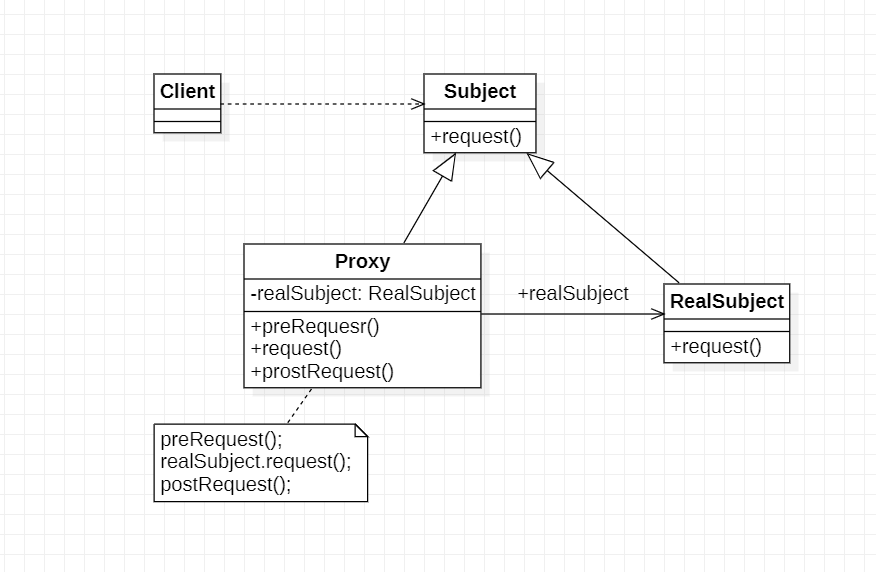 Client
Subject
+request()
Proxy
-realSubject: RealSubject
+preRequesr()
+request()
+prostRequest()
+realSubject
RealSubject
+request()
preRequest();
realSubject.request();
postRequest();